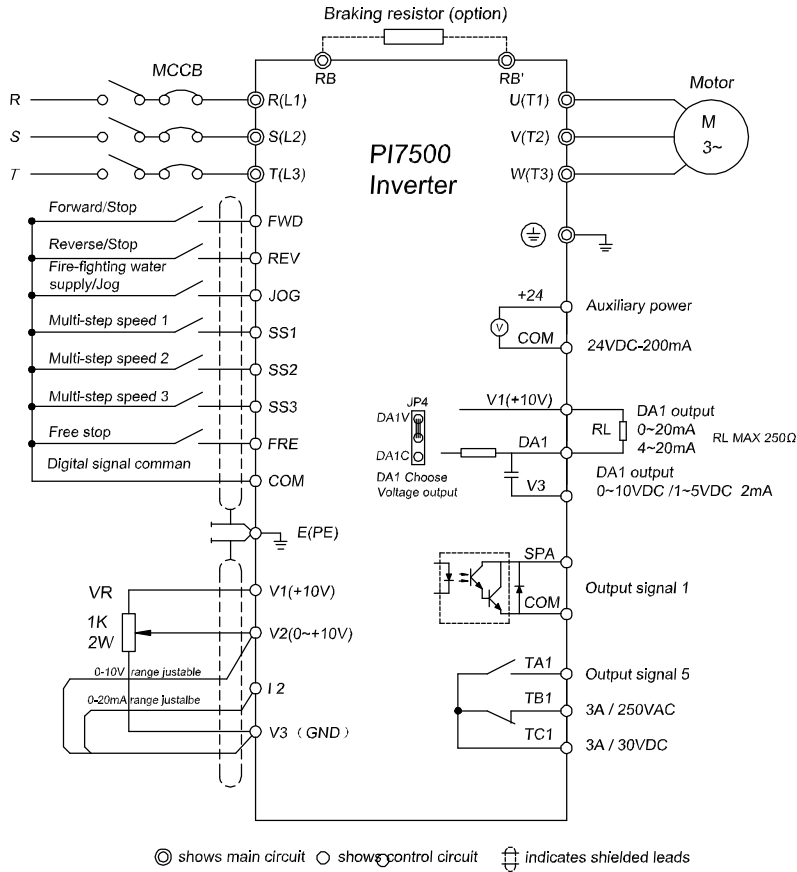 Braking resistor (option)
MCCB
RB
RB'
Motor
R
R(L1)
U(T1)
M
3~
S
S(L2)
V(T2)
PI7500
Inverter
T
T(L3)
W(T3)
Forward/Stop
FWD
Reverse/Stop
REV
Fire-fighting water
supply/Jog
JOG
Multi-step speed 1
SS1
Multi-step speed 2
SS2
Multi-step speed 3
SS3
Free stop
FRE
Digital signal comman
COM
+24
Auxiliary power
V
COM
24VDC-200mA
V1(+10V)
JP4
DA1V
DA1C
DA1 Choose
Voltage output
DA1
V3
RL
DA1 output
0~20mA
4~20mA
RL MAX 250Ω
DA1 output
0~10VDC /1~5VDC 2mA
E(PE)
SPA
COM
Output signal 1
VR
1K
2W
V1(+10V)
V2(0~+10V)
0-10V range justable
I 2
0-20mA range justalbe
V3（GND）
TA1
Output signal 5
TB1
3A / 250VAC
TC1
3A / 30VDC
shows main circuit
shows control circuit
indicates shielded leads